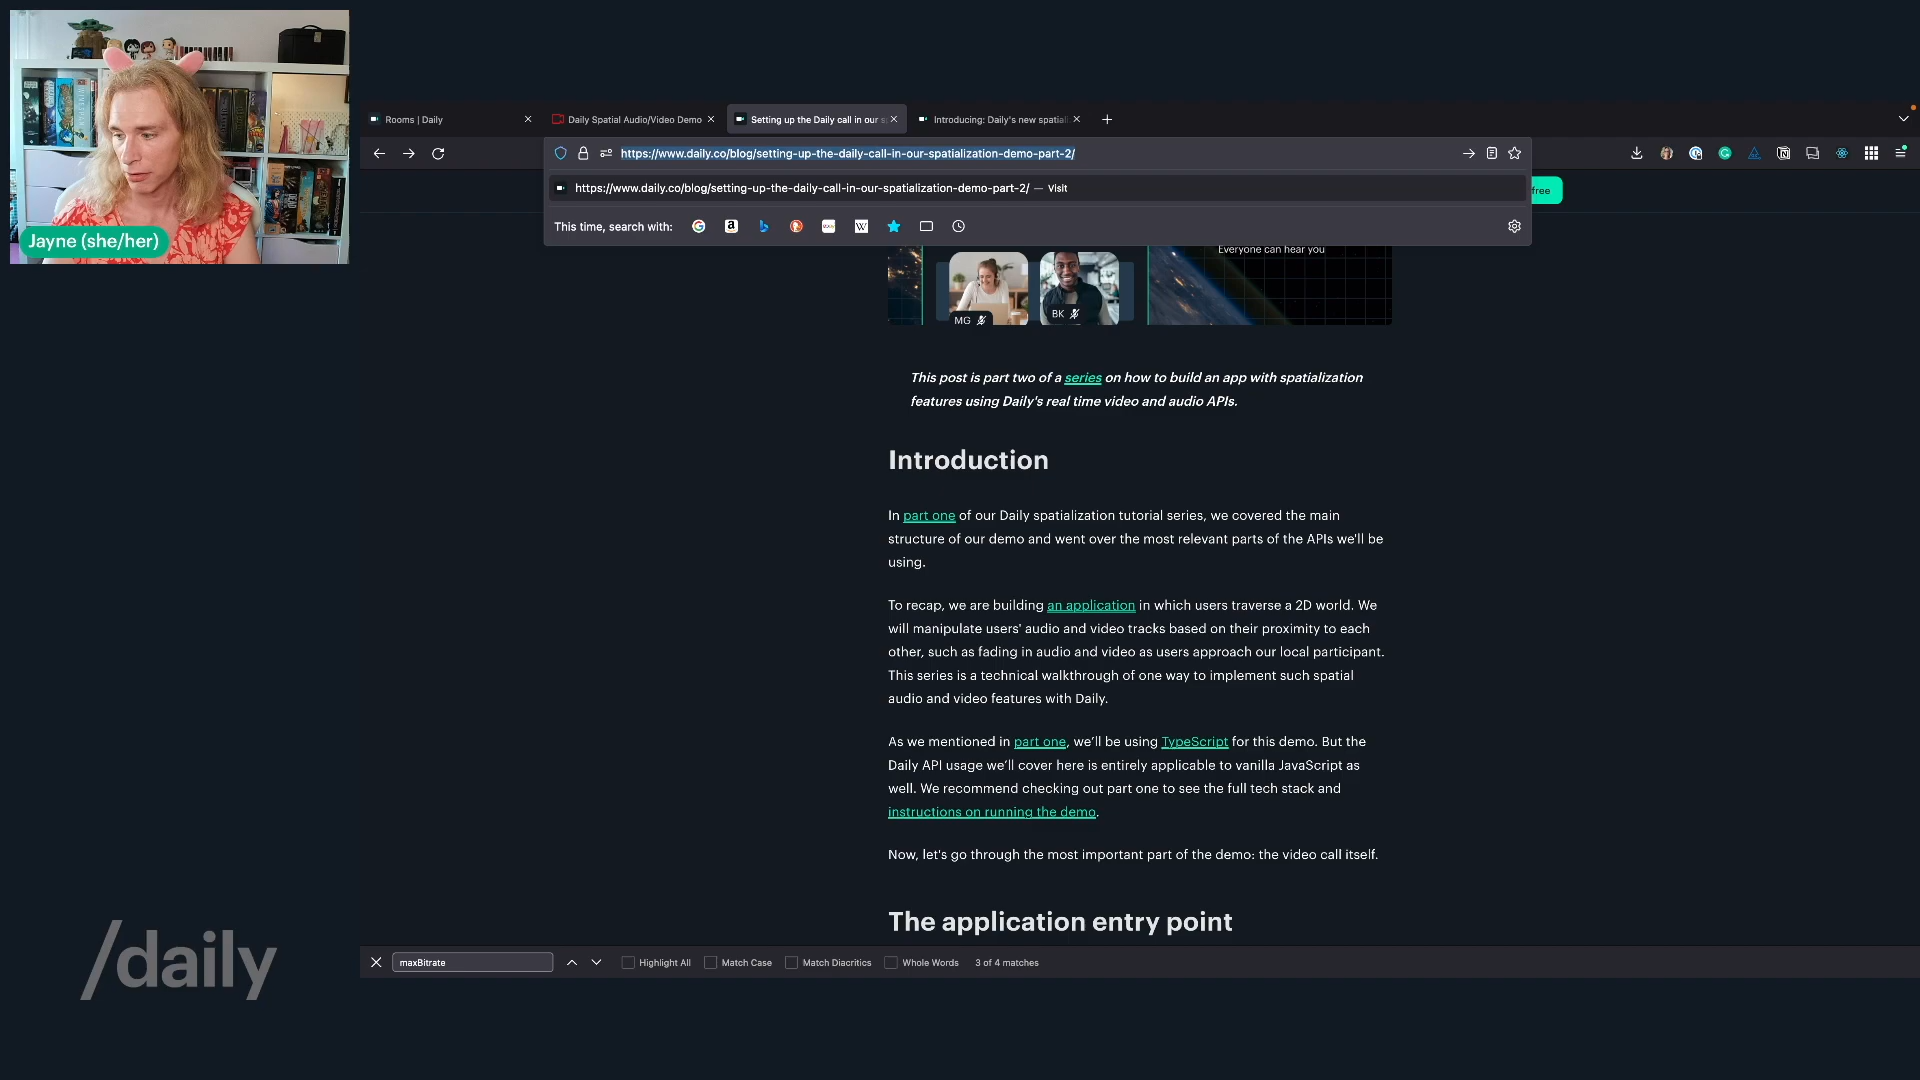 Jayne (she/her)
/daily
Rooms | Daily
Daily Spatial Audio/Video Demo
Setting up the Daily call in our s
Introducing: Daily's new spatial
https://www.daily.co/blog/setting-up-the-daily-call-in-our-spatialization-demo-part-2/
https://www.daily.co/blog/setting-up-the-daily-call-in-our-spatialization-demo-part-2/ — Visit
This time, search with:
free
Everyone can hear you
MG
BK
This post is part two of a series on how to build an app with spatialization
features using Daily's real time video and audio APIs.
Introduction
In part one of our Daily spatialization tutorial series, we covered the main
structure of our demo and went over the most relevant parts of the APIs we'll be
using.
To recap, we are building an application in which users traverse a 2D world. We
will manipulate users' audio and video tracks based on their proximity to each
other, such as fading in audio and video as users approach our local participant.
This series is a technical walkthrough of one way to implement such spatial
audio and video features with Daily.
As we mentioned in part one, we’ll be using TypeScript for this demo. But the
Daily API usage we’ll cover here is entirely applicable to vanilla JavaScript as
well. We recommend checking out part one to see the full tech stack and
instructions on running the demo.
Now, let's go through the most important part of the demo: the video call itself.
The application entry point
maxBitrate
Highlight All
Match Case
Match Diacritics
Whole Words
3 of 4 matches